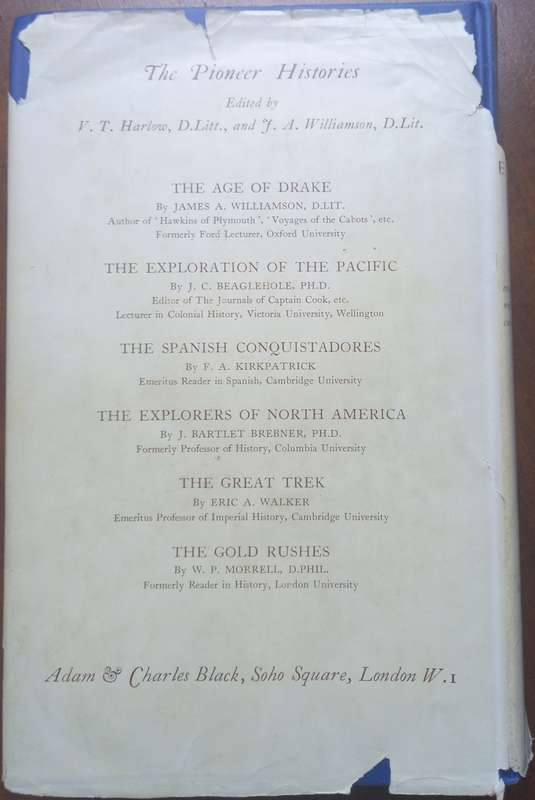 The Pioneer Histories
Edited by
V. T. Harlow, D.Litt., and J. A. Williamson, D.Lit.
THE AGE OF DRAKE
By JAMES A. WILLIAMSON, D.LIT.
Author of 'Hawkins of Plymouth', 'Voyages of the Cabots', etc.
Formerly Ford Lecturer, Oxford University
THE EXPLORATION OF THE PACIFIC
By J. C. BEAGLEHOLE, PH.D.
Editor of The Journals of Captain Cook, etc.
Lecturer in Colonial History, Victoria University, Wellington
THE SPANISH CONQUISTADORES
By F. A. KIRKPATRICK
Emeritus Reader in Spanish, Cambridge University
THE EXPLORERS OF NORTH AMERICA
By J. BARTLET BREBNER, PH.D.
Formerly Professor of History, Columbia University
THE GREAT TREK
By ERIC A. WALKER
Emeritus Professor of Imperial History, Cambridge University
THE GOLD RUSHES
By W. P. MORRELL, D.PHIL.
Formerly Reader in History, London University
Adam & Charles Black, Soho Square, London W.1